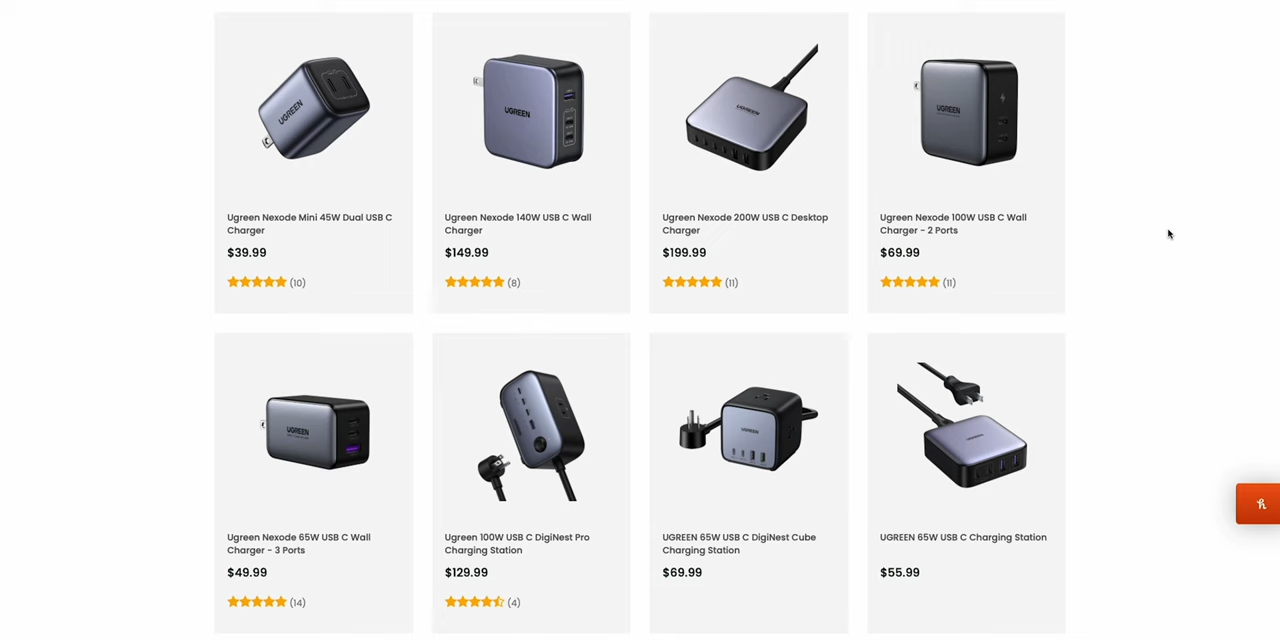 UGREEN
UGREEN
UGREEN
UGREEN
Ugreen Nexode Mini 45W Dual USB C
Charger
$39.99
(10)
Ugreen Nexode 140W USB C Wall
Charger
$149.99
(8)
Ugreen Nexode 200W USB C Desktop
Charger
$199.99
(11)
Ugreen Nexode 100W USB C Wall
Charger - 2 Ports
$69.99
(11)
UGREEN
UGREEN
Ugreen Nexode 65W USB C Wall
Charger - 3 Ports
$49.99
(14)
Ugreen 100W USB C DigiNest Pro
Charging Station
$129.99
(4)
UGREEN 65W USB C DigiNest Cube
Charging Station
$69.99
UGREEN 65W USB C Charging Station
$55.99